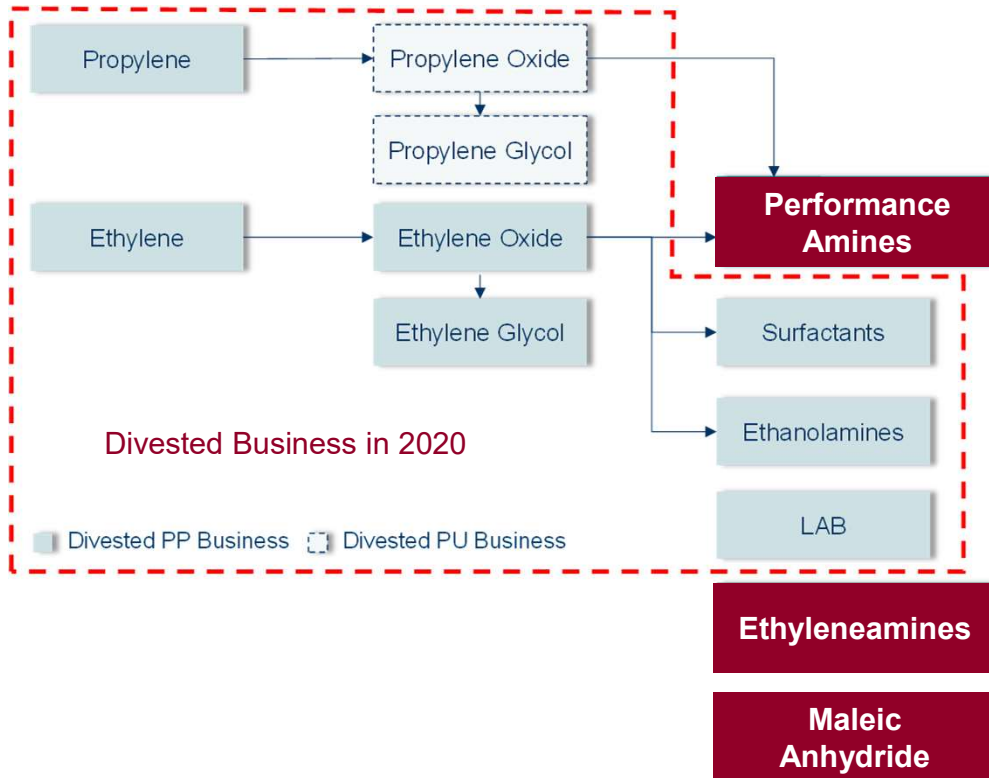 Propylene
Propylene Oxide
Propylene Glycol
Performance
Amines
Ethylene
Ethylene Oxide
Ethylene Glycol
Surfactants
Divested Business in 2020
Ethanolamines
LAB
Divested PP Business
Divested PU Business
Ethyleneamines
Maleic
Anhydride